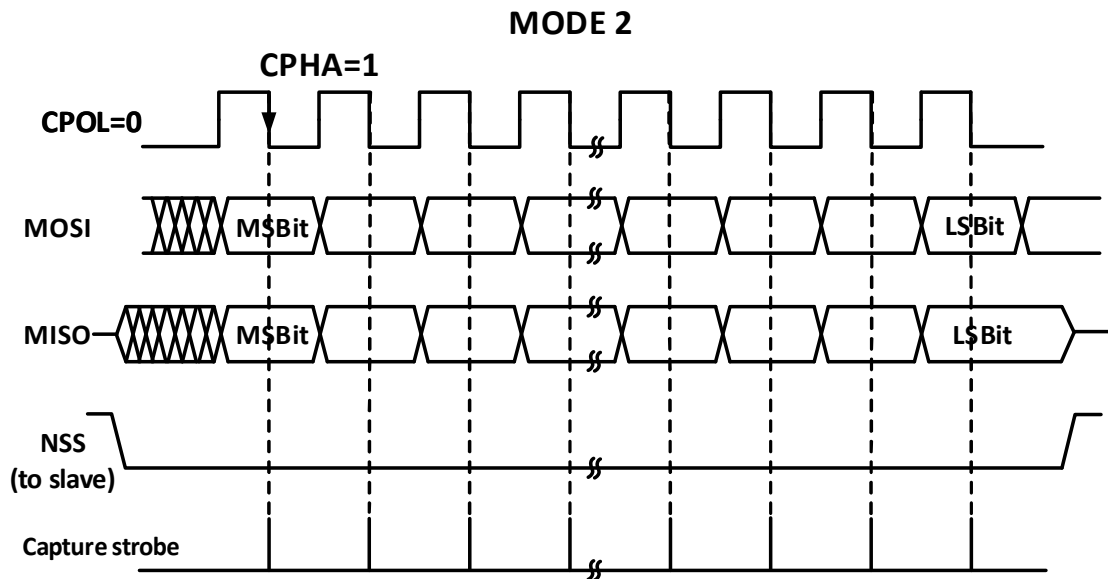 MODE 2
CPHA=1
CPOL=0
MOSI
MSBit
LSBit
MISO
MSBit
LSBit
NSS
(to slave)
Capture strobe